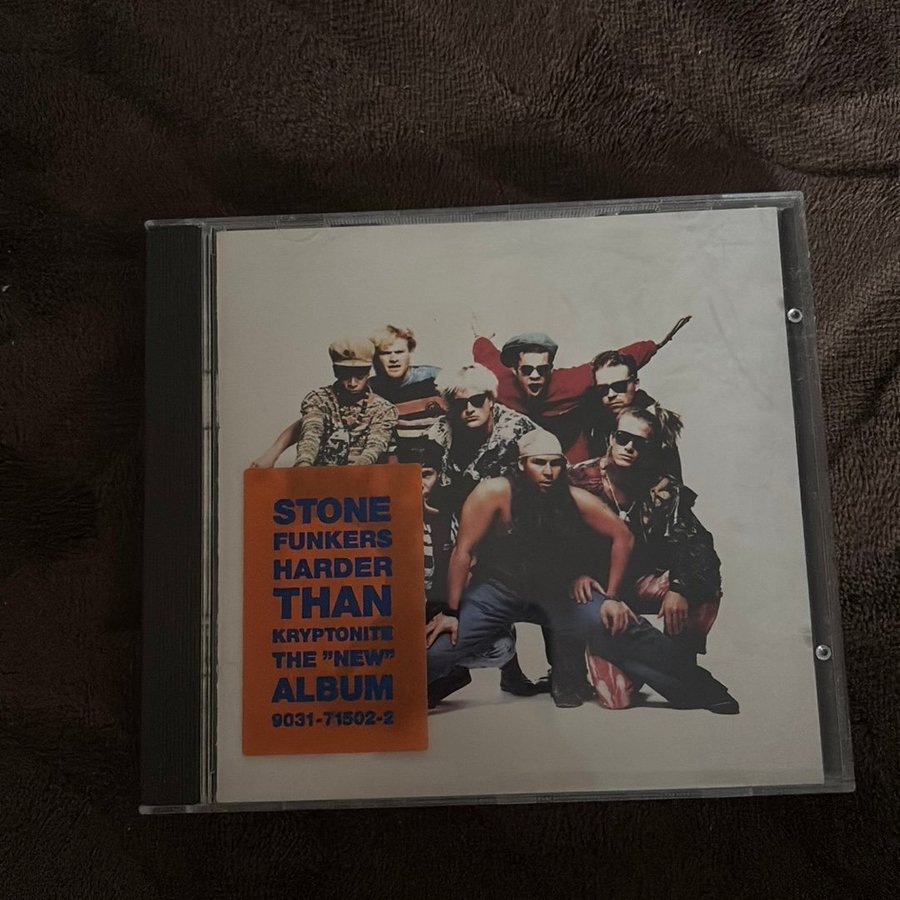 STONE
FUNKERS
HARDER
THAN
KRYPTONITE
THE "NEW"
ALBUM
9031-71502-2